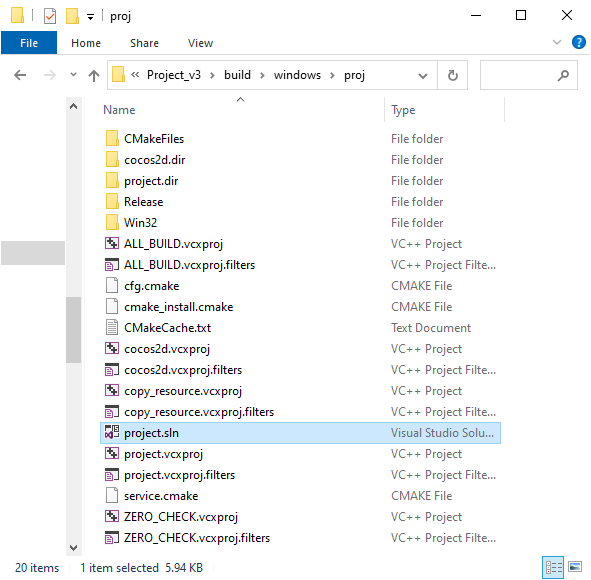 proj
File Home Share View
« Project_v3 > build > windows > proj
Name Type
CMakeFiles File folder
cocos2d.dir File folder
project.dir File folder
Release File folder
Win32 File folder
ALL_BUILD.vcxproj VC++ Project
ALL_BUILD.vcxproj.filters VC++ Project Filte...
cfg.cmake CMAKE File
cmake_install.cmake CMAKE File
CMakeCache.txt Text Document
cocos2d.vcxproj VC++ Project
cocos2d.vcxproj.filters VC++ Project Filte...
copy_resource.vcxproj VC++ Project
copy_resource.vcxproj.filters VC++ Project Filte...
project.sln Visual Studio Solu...
project.vcxproj VC++ Project
project.vcxproj.filters VC++ Project Filte...
service.cmake CMAKE File
ZERO_CHECK.vcxproj VC++ Project
ZERO_CHECK.vcxproj.filters VC++ Project Filte...
20 items 1 item selected 5.94 KB